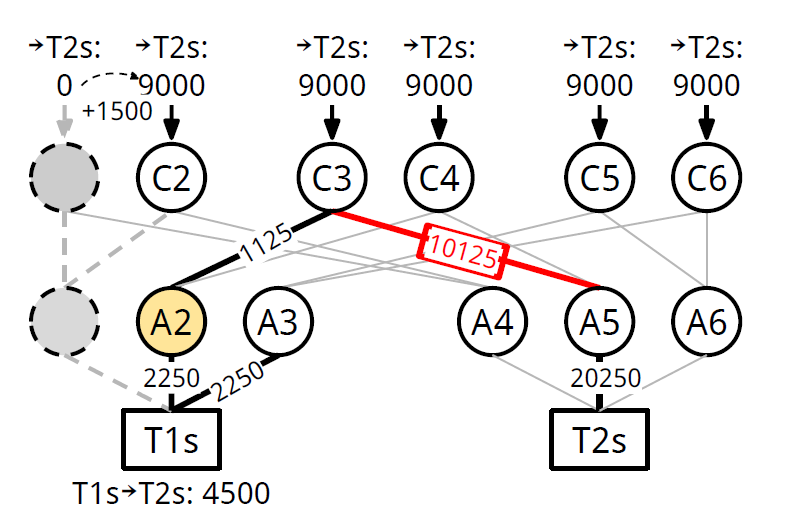 →T2s: →T2s: →T2s: →T2s: →T2s: →T2s:
0 9000 9000 9000 9000 9000
+1500
C2 C3 C4 C5 C6
1125 10125
A2 A3 A4 A5 A6
2250 2250 20250
T1s T2s
T1s→T2s: 4500